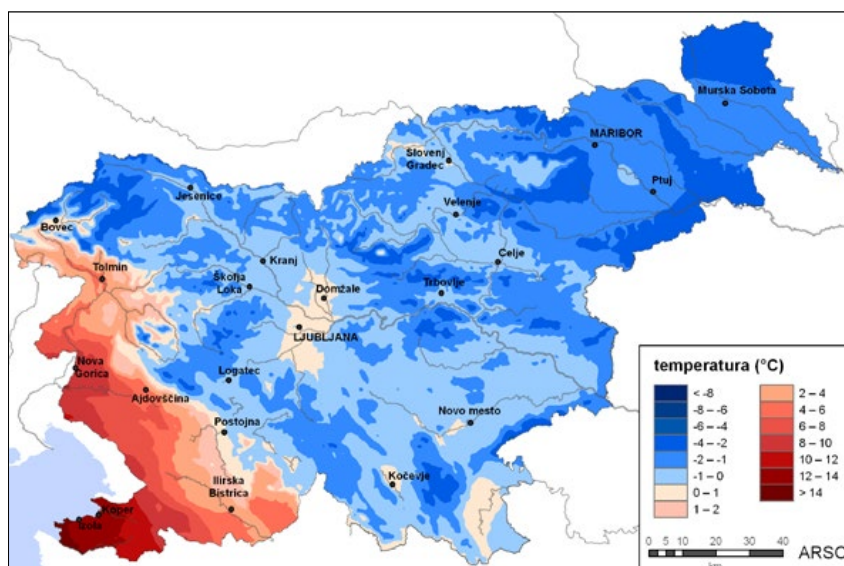 Murska Sobota
MARIBOR
Slovenj
Gradec
Ptuj
Jesenice
Velenje
Bovec
Kranj
Celje
Tolmin
Škofja
Loka
Domžale
Trbovlje
LJUBLJANA
Nova
Gorica
Logatec
Ajdovščina
Postojna
Novo mesto
Ilirska
Bistrica
Kočevje
Koper
Izola
temperatura (°C)
< -8
-8 – -6
-6 – -4
-4 – -2
-2 – -1
-1 – 0
0 – 1
1 – 2
2 – 4
4 – 6
6 – 8
8 – 10
10 – 12
12 – 14
> 14
0 5 10 20 30 40
km
ARSO